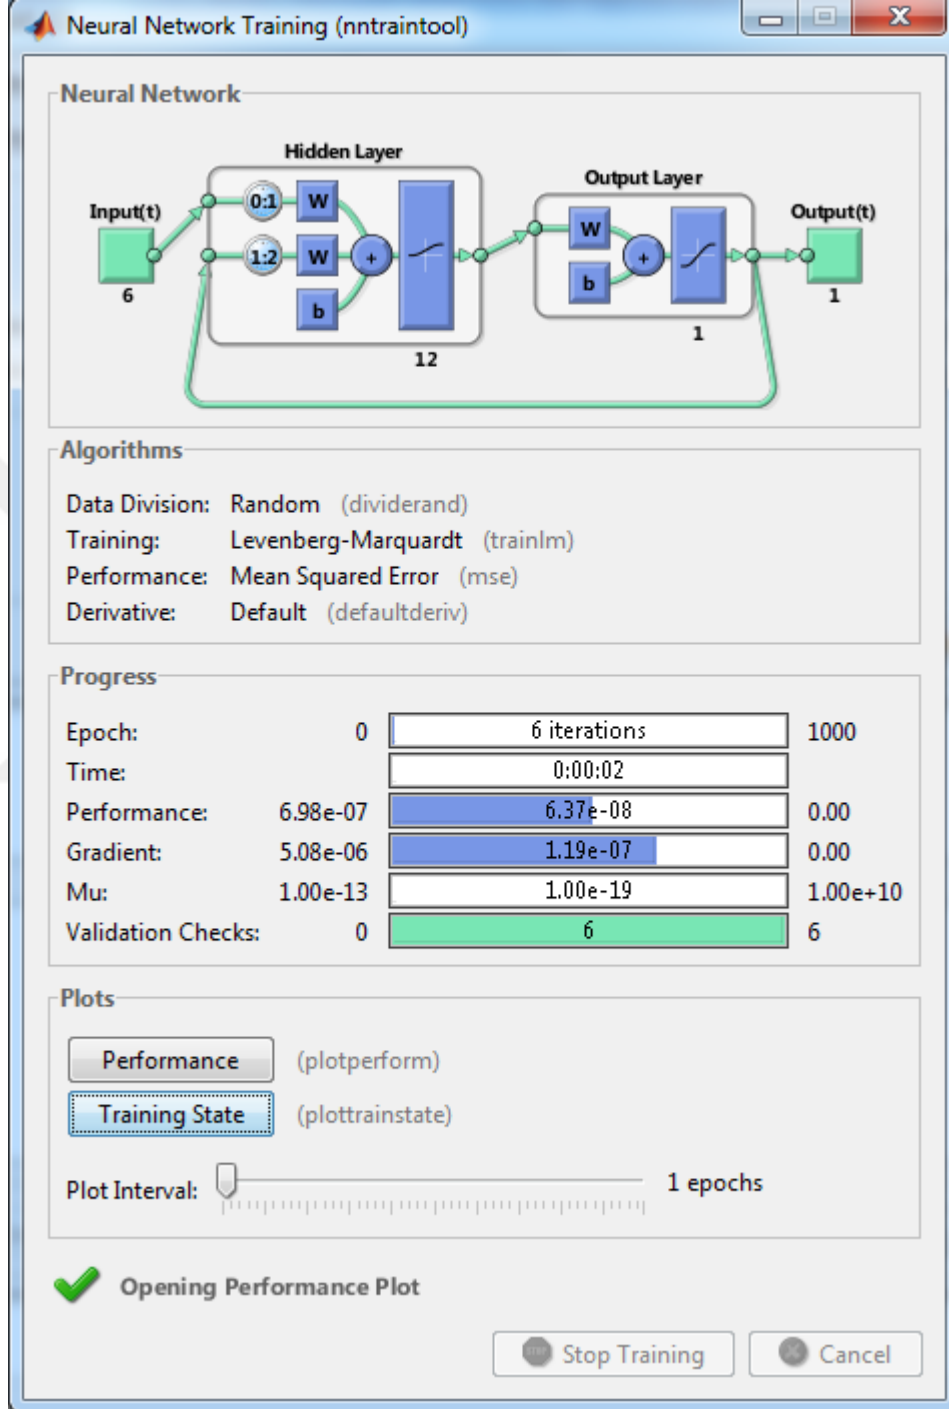 Neural Network Training (nntraintool)
Neural Network
Hidden Layer
Output Layer
Input(t)
Output(t)
0:1 W
W
1:2 W +
+
b
b
6
1
1
12
Algorithms
Data Division: Random (dividerand)
Training: Levenberg-Marquardt (trainlm)
Performance: Mean Squared Error (mse)
Derivative: Default (defaultderiv)
Progress
Epoch: 0 6 iterations 1000
Time: 0:00:02
Performance: 6.98e-07 6.37e-08 0.00
Gradient: 5.08e-06 1.19e-07 0.00
Mu: 1.00e-13 1.00e-19 1.00e+10
Validation Checks: 0 6 6
Plots
Performance (plotperform)
Training State (plottrainstate)
Plot Interval: 1 epochs
Opening Performance Plot
STOP Stop Training Cancel